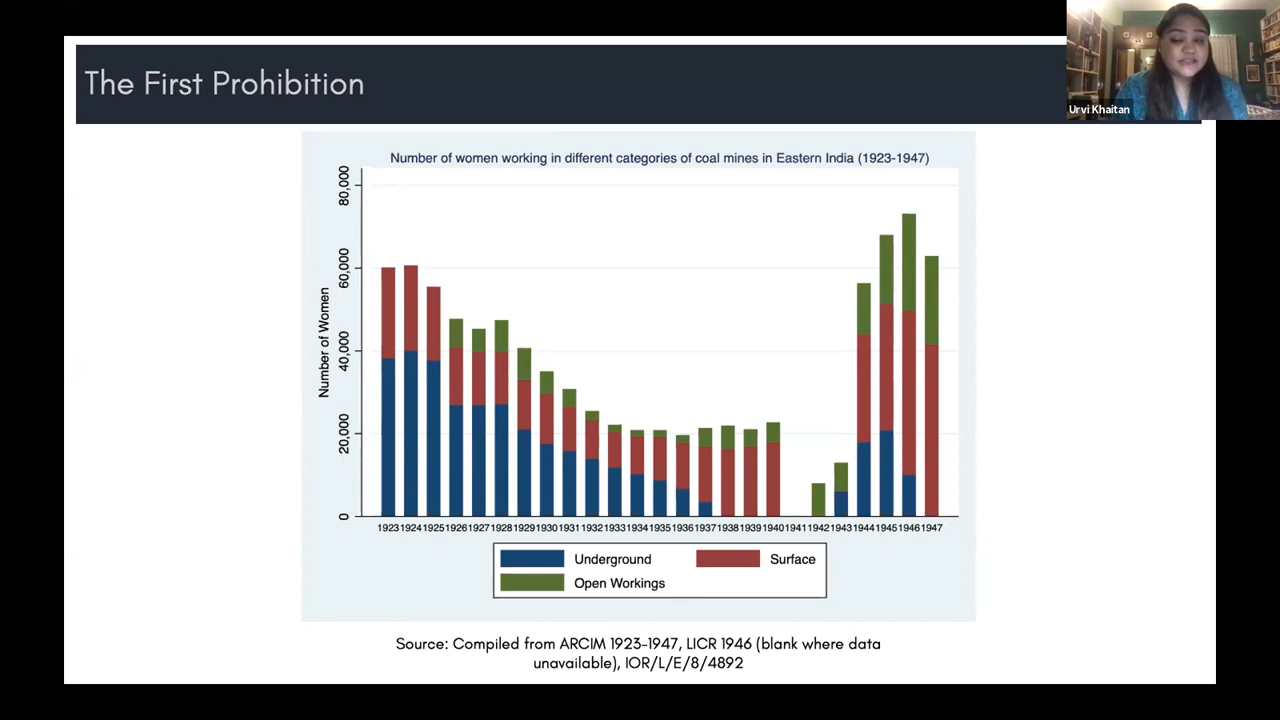 The First Prohibition
Urvi Khaitan
Number of women working in different categories of coal mines in Eastern India (1923-1947)
Number of Women
80,000
60,000
40,000
20,000
0
1923 1924 1925 1926 1927 1928 1929 1930 1931 1932 1933 1934 1935 1936 1937 1938 1939 1940 1941 1942 1943 1944 1945 1946 1947
Underground
Surface
Open Workings
Source: Compiled from ARCIM 1923-1947, LICR 1946 (blank where data
unavailable), IOR/L/E/8/4892